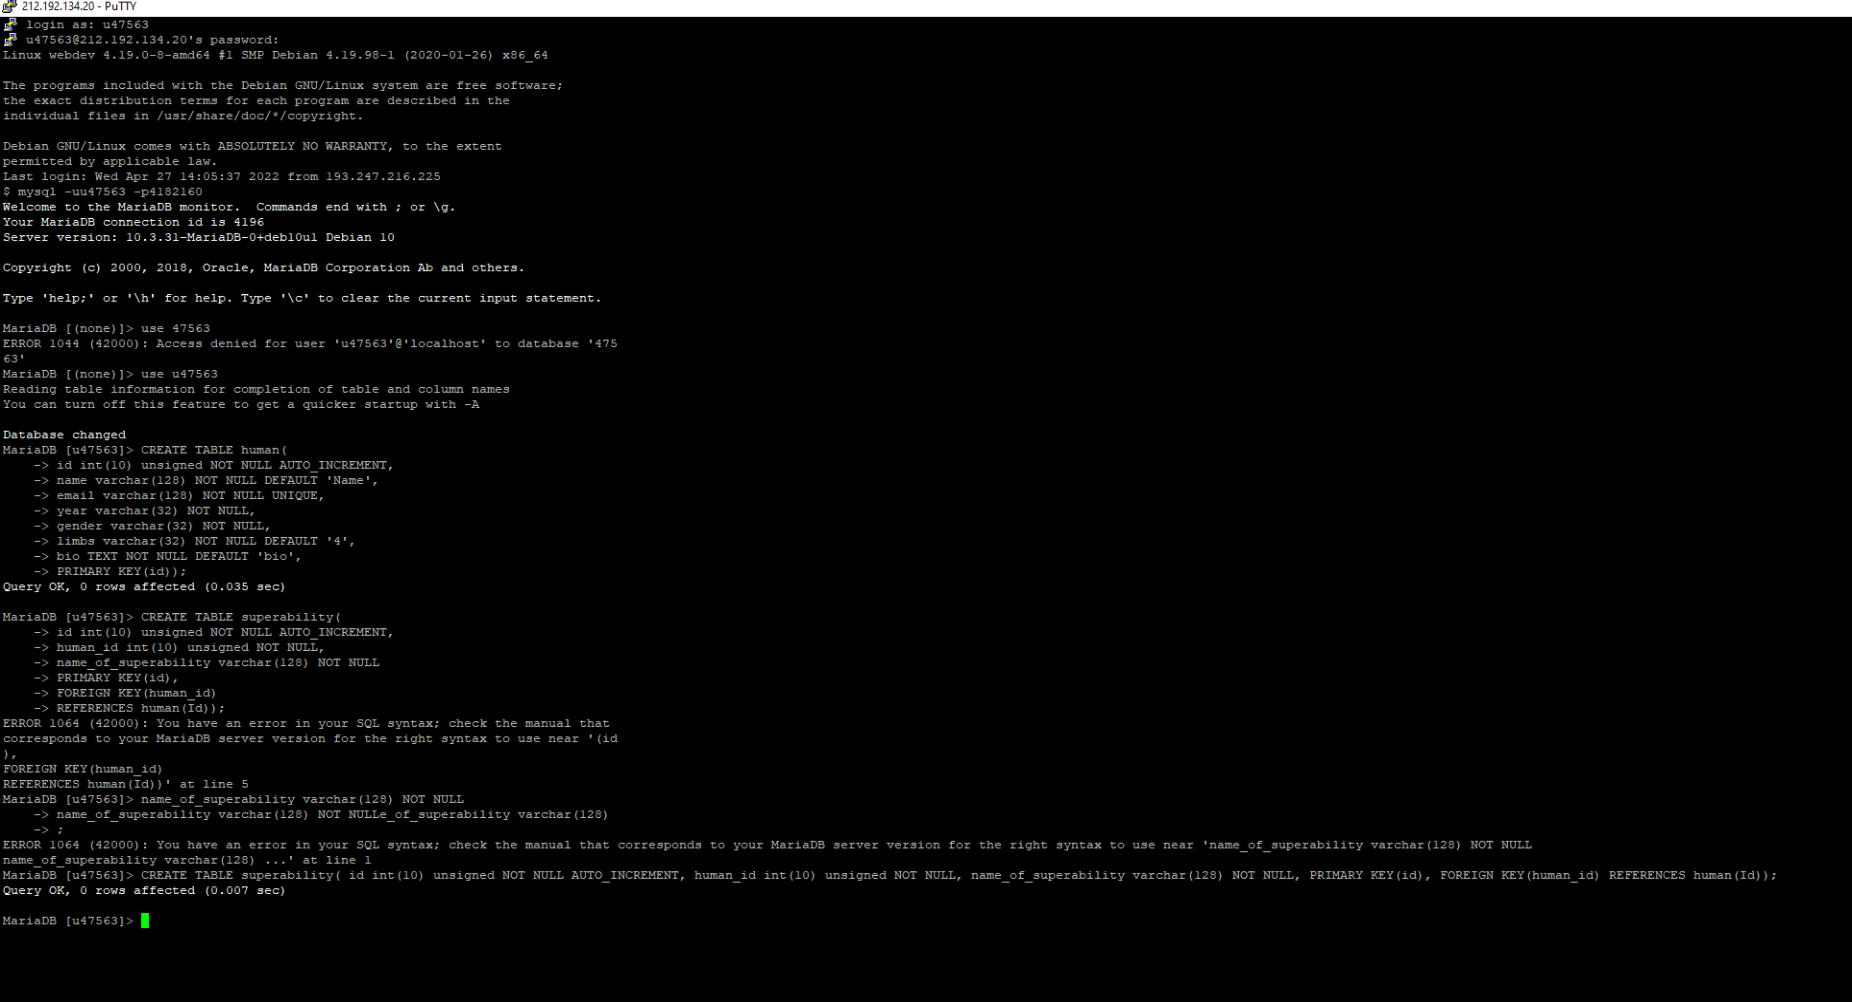 212.192.134.20 - PuTTY
login as: u47563
u47563@212.192.134.20's password:
Linux webdev 4.19.0-8-amd64 #1 SMP Debian 4.19.98-1 (2020-01-26) x86_64
The programs included with the Debian GNU/Linux system are free software;
the exact distribution terms for each program are described in the
individual files in /usr/share/doc/*/copyright.
Debian GNU/Linux comes with ABSOLUTELY NO WARRANTY, to the extent
permitted by applicable law.
Last login: Wed Apr 27 14:05:37 2022 from 193.247.216.225
$ mysql -uu47563 -p4182160
Welcome to the MariaDB monitor.  Commands end with ; or \g.
Your MariaDB connection id is 4196
Server version: 10.3.31-MariaDB-0+deb10u1 Debian 10
Copyright (c) 2000, 2018, Oracle, MariaDB Corporation Ab and others.
Type 'help;' or '\h' for help. Type '\c' to clear the current input statement.
MariaDB [(none)]> use 47563
ERROR 1044 (42000): Access denied for user 'u47563'@'localhost' to database '475
63'
MariaDB [(none)]> use u47563
Reading table information for completion of table and column names
You can turn off this feature to get a quicker startup with -A
Database changed
MariaDB [u47563]> CREATE TABLE human(
-> id int(10) unsigned NOT NULL AUTO_INCREMENT,
-> name varchar(128) NOT NULL DEFAULT 'Name',
-> email varchar(128) NOT NULL UNIQUE,
-> year varchar(32) NOT NULL,
-> gender varchar(32) NOT NULL,
-> limbs varchar(32) NOT NULL DEFAULT '4',
-> bio TEXT NOT NULL DEFAULT 'bio',
-> PRIMARY KEY(id));
Query OK, 0 rows affected (0.035 sec)
MariaDB [u47563]> CREATE TABLE superability(
-> id int(10) unsigned NOT NULL AUTO_INCREMENT,
-> human_id int(10) unsigned NOT NULL,
-> name_of_superability varchar(128) NOT NULL
-> PRIMARY KEY(id),
-> FOREIGN KEY(human_id)
-> REFERENCES human(Id));
ERROR 1064 (42000): You have an error in your SQL syntax; check the manual that
corresponds to your MariaDB server version for the right syntax to use near '(id
),
FOREIGN KEY(human_id)
REFERENCES human(Id))' at line 5
MariaDB [u47563]> name_of_superability varchar(128) NOT NULL
-> name_of_superability varchar(128) NOT NULLe_of_superability varchar(128)
-> ;
ERROR 1064 (42000): You have an error in your SQL syntax; check the manual that corresponds to your MariaDB server version for the right syntax to use near 'name_of_superability varchar(128) NOT NULL
name_of_superability varchar(128) ...' at line 1
MariaDB [u47563]> CREATE TABLE superability( id int(10) unsigned NOT NULL AUTO_INCREMENT, human_id int(10) unsigned NOT NULL, name_of_superability varchar(128) NOT NULL, PRIMARY KEY(id), FOREIGN KEY(human_id) REFERENCES human(Id));
Query OK, 0 rows affected (0.007 sec)
MariaDB [u47563]>